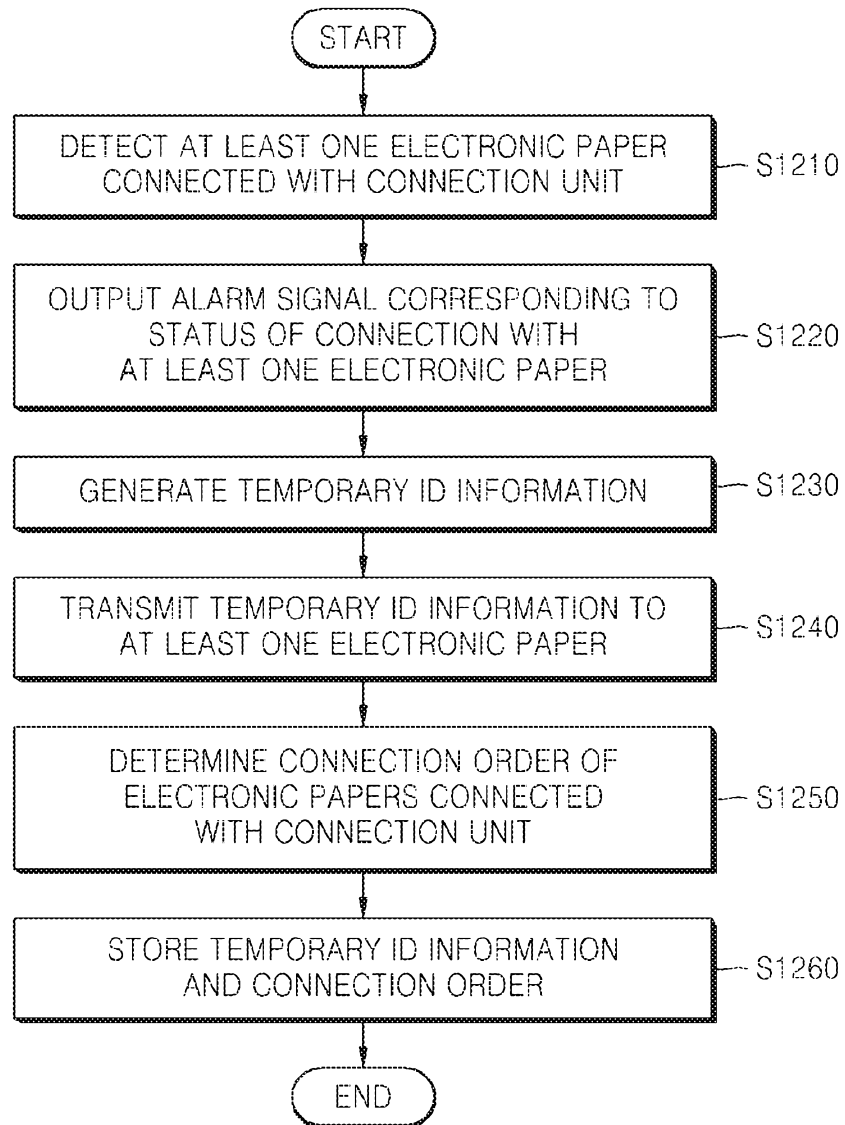 START
DETECT AT LEAST ONE ELECTRONIC PAPER
CONNECTED WITH CONNECTION UNIT
S1210
OUTPUT ALARM SIGNAL CORRESPONDING TO
STATUS OF CONNECTION WITH
AT LEAST ONE ELECTRONIC PAPER
S1220
GENERATE TEMPORARY ID INFORMATION
S1230
TRANSMIT TEMPORARY ID INFORMATION TO
AT LEAST ONE ELECTRONIC PAPER
S1240
DETERMINE CONNECTION ORDER OF
ELECTRONIC PAPERS CONNECTED
WITH CONNECTION UNIT
S1250
STORE TEMPORARY ID INFORMATION
AND CONNECTION ORDER
S1260
END